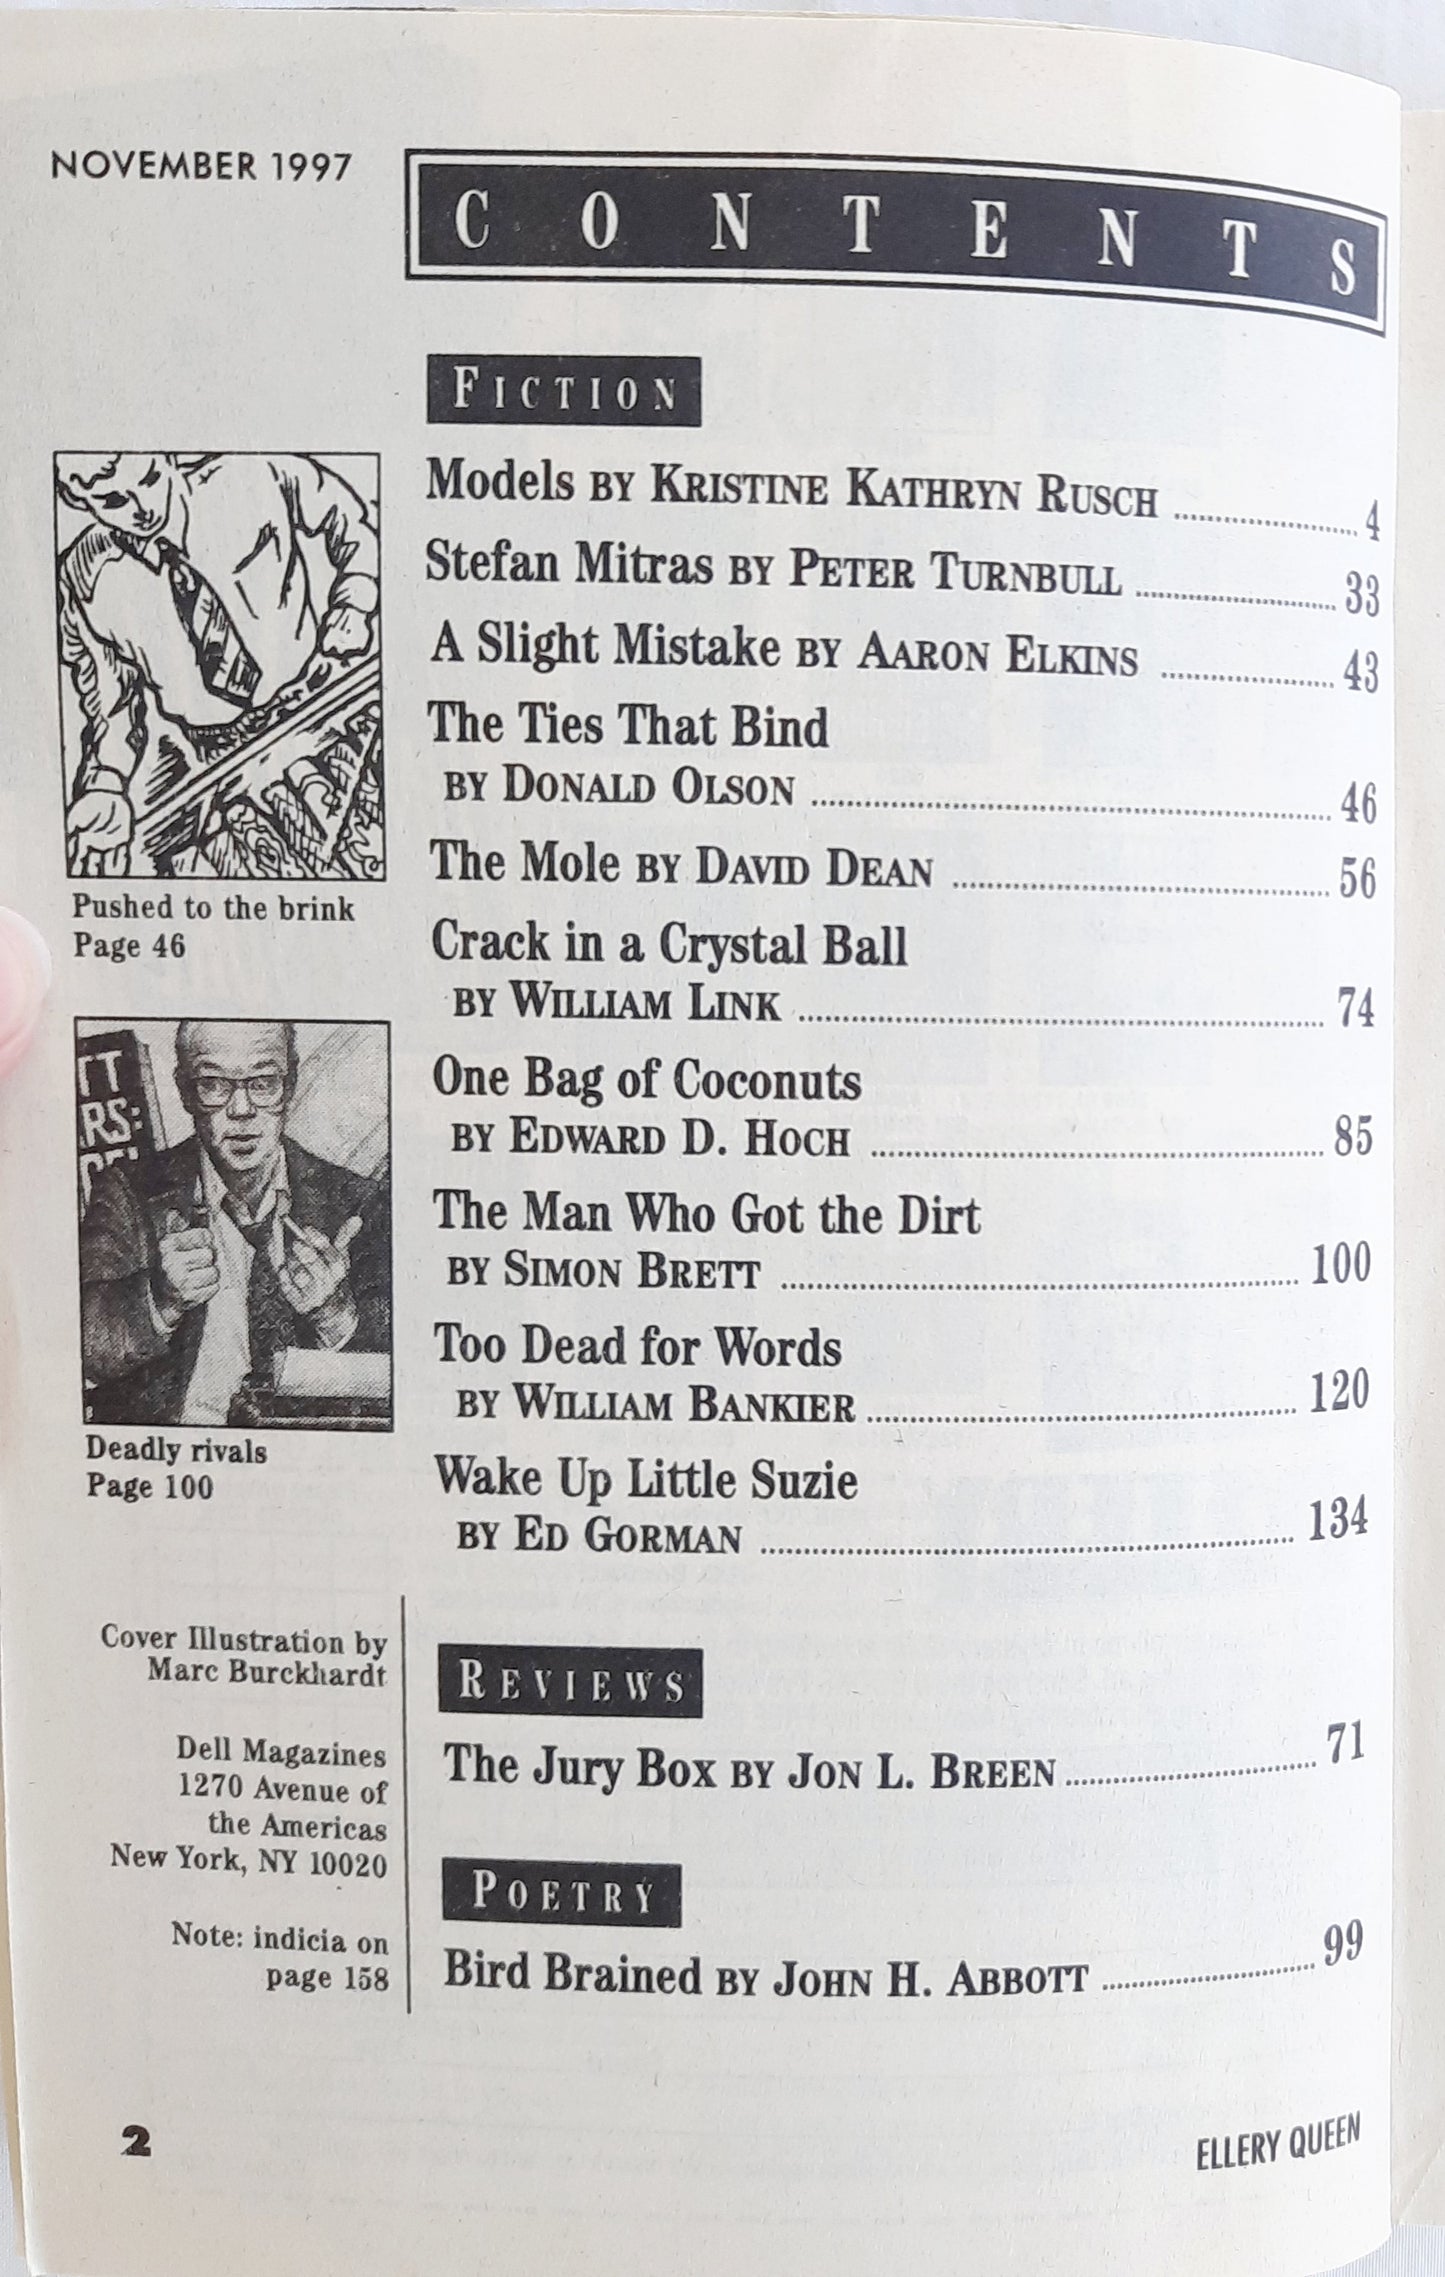 NOVEMBER 1997
CONTENTS
FICTION
Models BY KRISTINE KATHRYN RUSCH ... 4
Stefan Mitras BY PETER TURNBULL ... 33
A Slight Mistake BY AARON ELKINS ... 43
The Ties That Bind
BY DONALD OLSON ... 46
The Mole BY DAVID DEAN ... 56
Crack in a Crystal Ball
BY WILLIAM LINK ... 74
One Bag of Coconuts
BY EDWARD D. HOCH ... 85
The Man Who Got the Dirt
BY SIMON BRETT ... 100
Too Dead for Words
BY WILLIAM BANKIER ... 120
Wake Up Little Suzie
BY ED GORMAN ... 134
REVIEWS
The Jury Box BY JON L. BREEN ... 71
POETRY
Bird Brained BY JOHN H. ABBOTT ... 99
Pushed to the brink
Page 46
TT
RS:
Deadly rivals
Page 100
Cover Illustration by
Marc Burckhardt
Dell Magazines
1270 Avenue of
the Americas
New York, NY 10020
Note: indicia on
page 158
2
ELLERY QUEEN